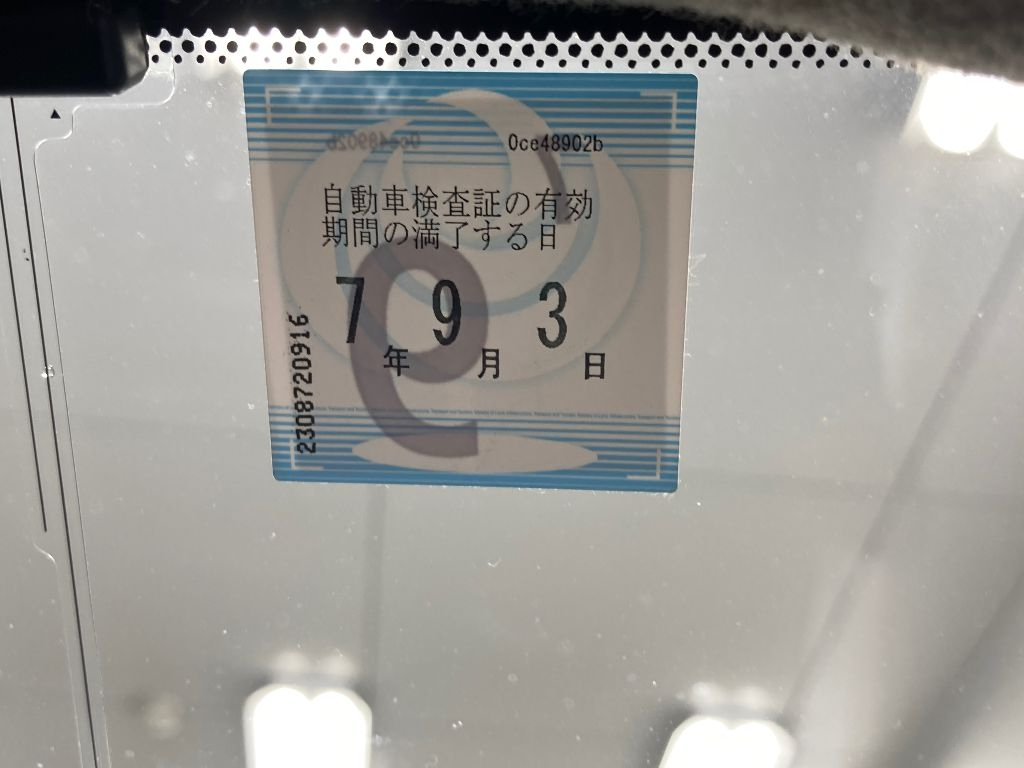 0ce48902b
自動車検査証の有効
期間の満了する日
7年 9月 3日
2308720916